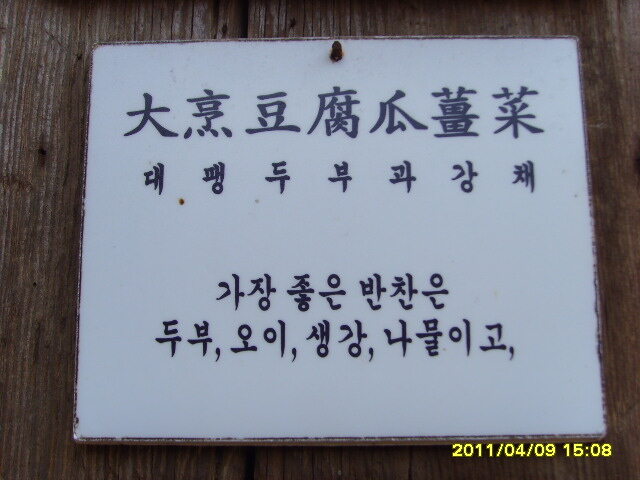 大烹豆腐瓜薑菜
대팽두부과강채
가장 좋은 반찬은
두부, 오이, 생강, 나물이고,
2011/04/09 15:08